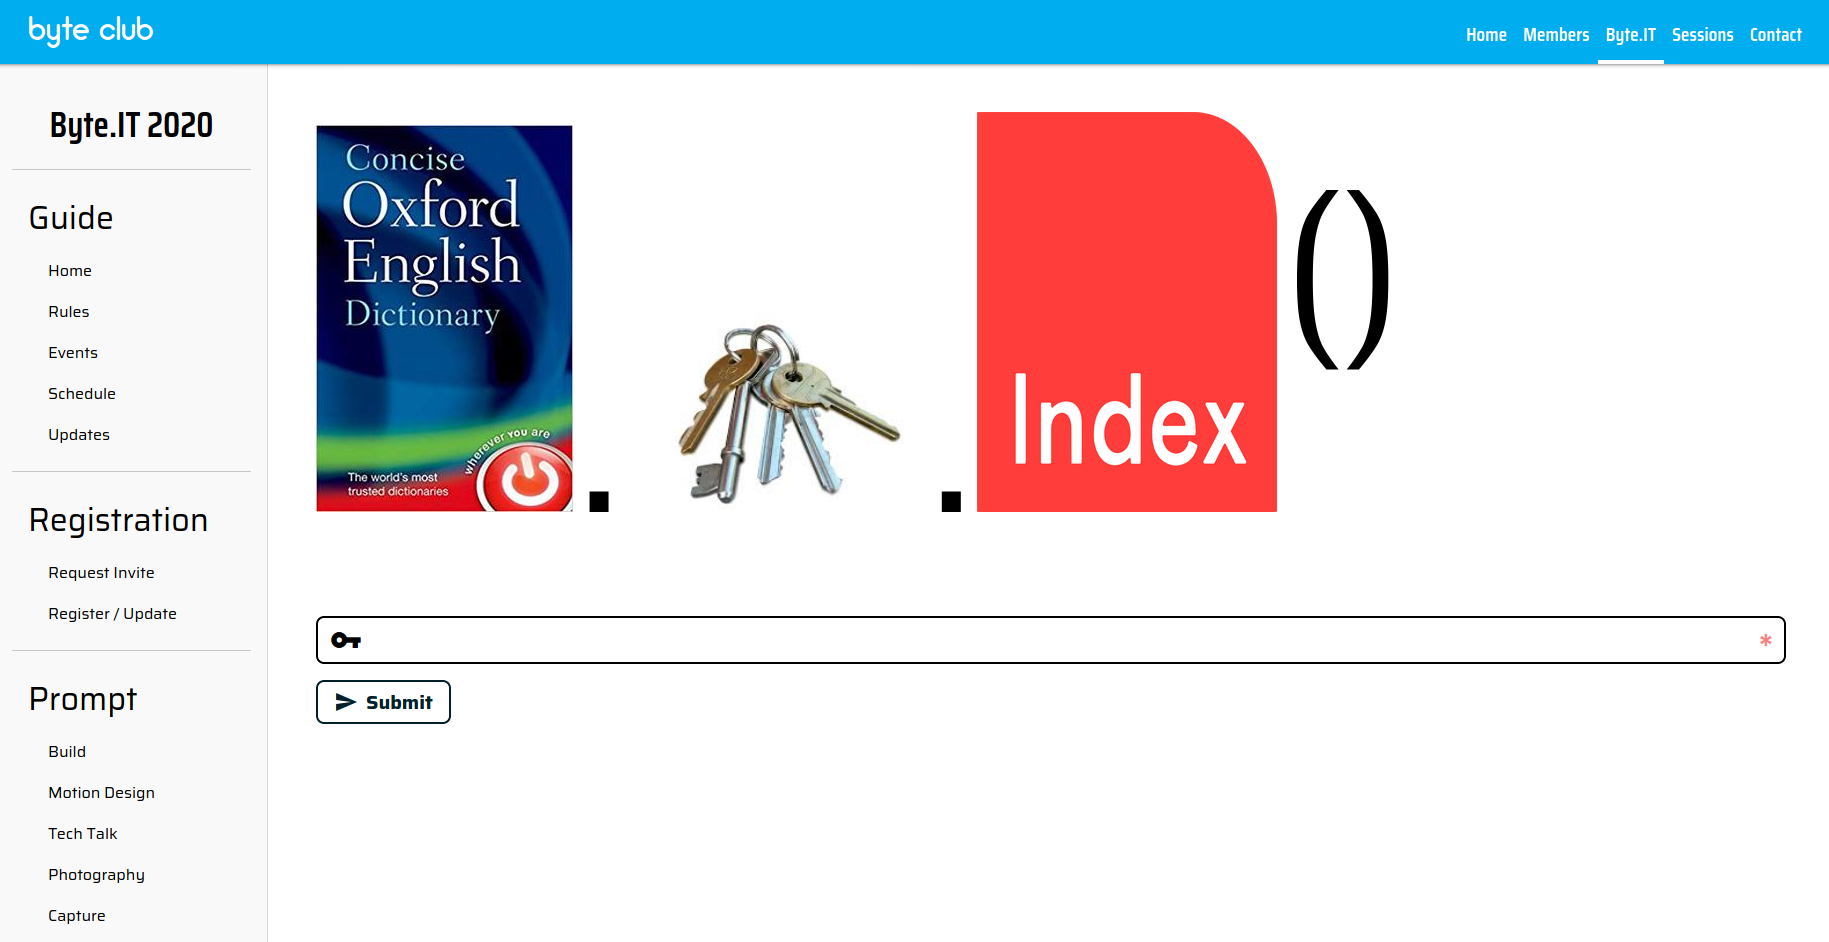 byte club
Home Members Byte.IT Sessions Contact
Byte.IT 2020
Guide
Home
Rules
Events
Schedule
Updates
Registration
Request Invite
Register / Update
Prompt
Build
Motion Design
Tech Talk
Photography
Capture
Concise
Oxford
English
Dictionary
wherever you are
The world's most
trusted dictionaries
.
.
Index
()
*
Submit